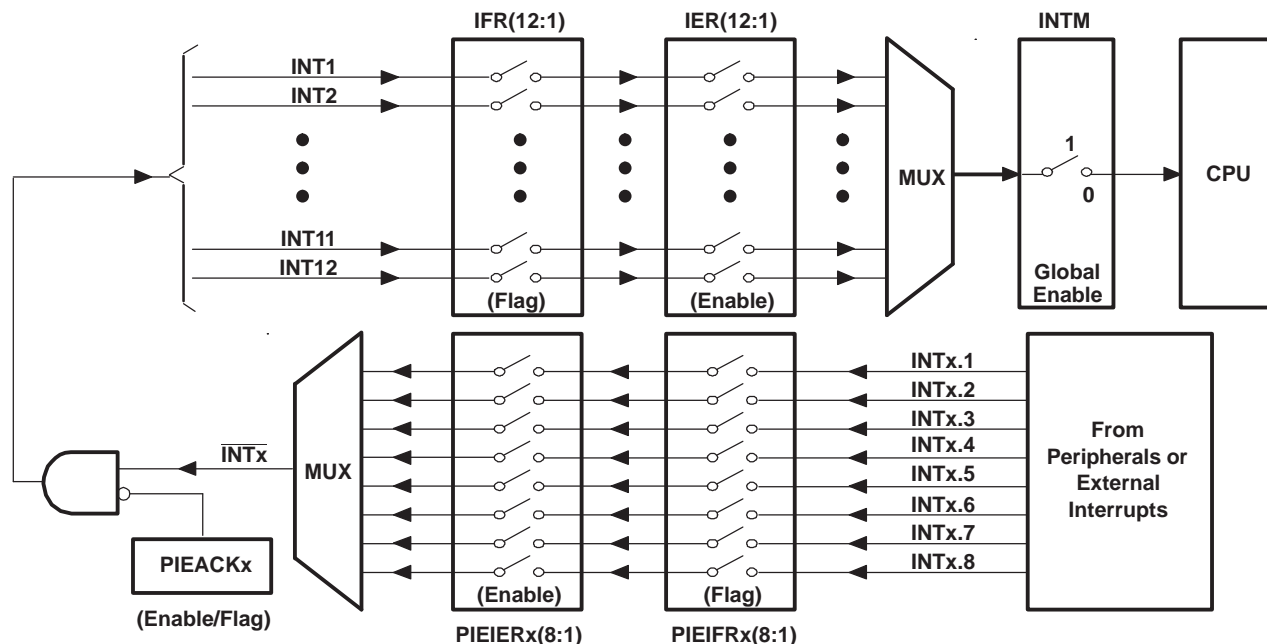 IFR(12:1)
IER(12:1)
INTM
INT1
INT2
1
MUX
CPU
0
INT11
INT12
Global
Enable
(Flag)
(Enable)
INTx.1
INTx.2
INTx.3
INTx.4
INTx.5
INTx.6
INTx.7
INTx.8
From
Peripherals or
External
Interrupts
INTx
MUX
PIEACKx
(Enable/Flag)
(Enable)
(Flag)
PIEIERx(8:1)
PIEIFRx(8:1)